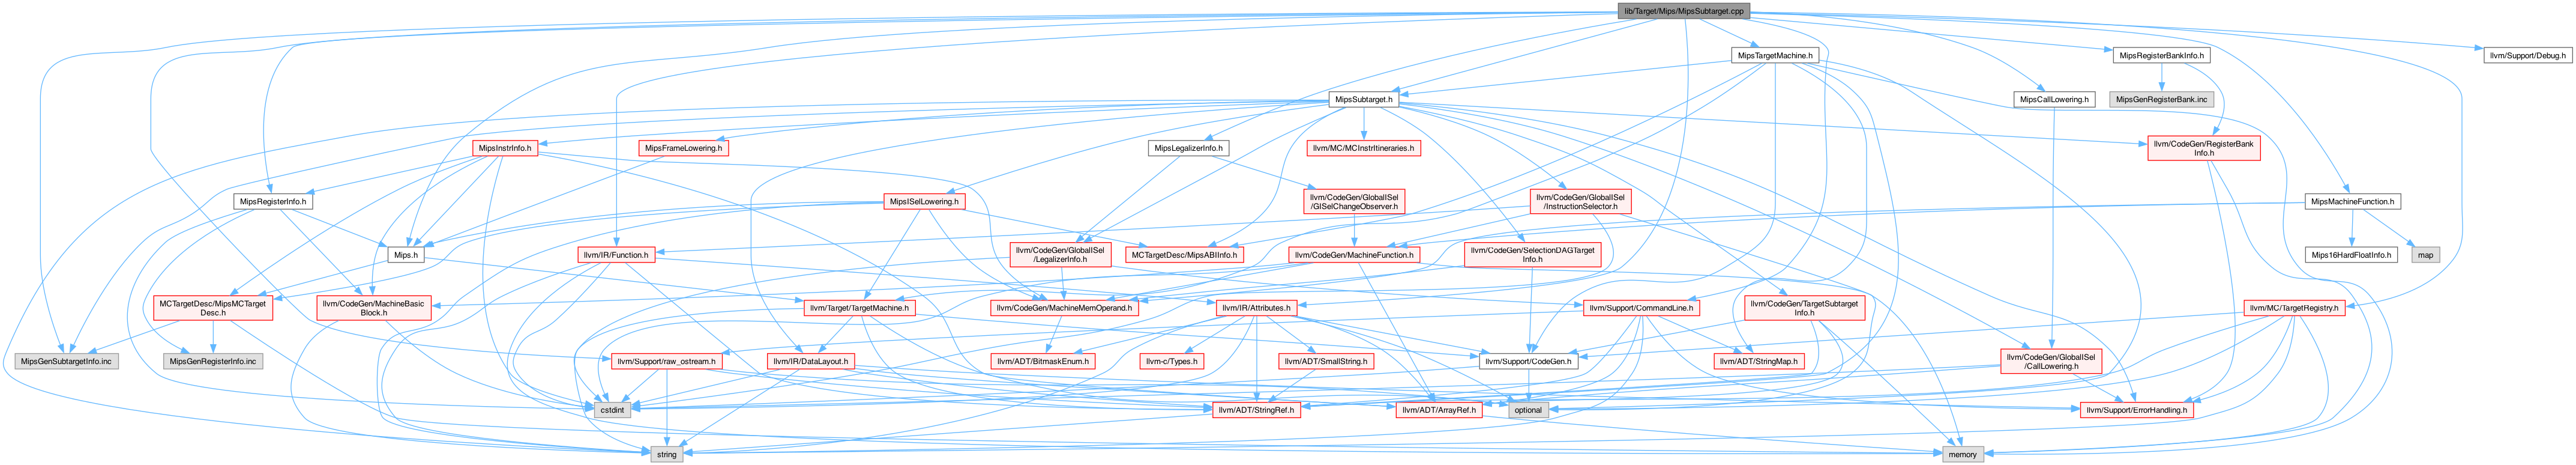 lib/Target/Mips/MipsSubtarget.cpp
MipsTargetMachine.h
MipsRegisterBankInfo.h
llvm/Support/Debug.h
MipsSubtarget.h
MipsGenRegisterBank.inc
MipsCallLowering.h
MipsInstrInfo.h
MipsFrameLowering.h
MipsLegalizerInfo.h
llvm/MC/MCInstrItineraries.h
llvm/CodeGen/RegisterBank
Info.h
MipsRegisterInfo.h
MipsISelLowering.h
llvm/CodeGen/GlobalISel
/GISelChangeObserver.h
llvm/CodeGen/GlobalISel
/InstructionSelector.h
MipsMachineFunction.h
Mips.h
llvm/IR/Function.h
llvm/CodeGen/GlobalISel
/LegalizerInfo.h
MCTargetDesc/MipsABIInfo.h
llvm/CodeGen/MachineFunction.h
llvm/CodeGen/SelectionDAGTarget
Info.h
Mips16HardFloatInfo.h
map
MCTargetDesc/MipsMCTarget
Desc.h
llvm/CodeGen/MachineBasic
Block.h
llvm/Target/TargetMachine.h
llvm/CodeGen/MachineMemOperand.h
llvm/IR/Attributes.h
llvm/Support/CommandLine.h
llvm/CodeGen/TargetSubtarget
Info.h
llvm/MC/TargetRegistry.h
MipsGenSubtargetInfo.inc
MipsGenRegisterInfo.inc
llvm/Support/raw_ostream.h
llvm/IR/DataLayout.h
llvm/ADT/BitmaskEnum.h
llvm-c/Types.h
llvm/ADT/SmallString.h
llvm/Support/CodeGen.h
llvm/ADT/StringMap.h
llvm/CodeGen/GlobalISel
/CallLowering.h
cstdint
llvm/ADT/StringRef.h
llvm/ADT/ArrayRef.h
optional
llvm/Support/ErrorHandling.h
string
memory